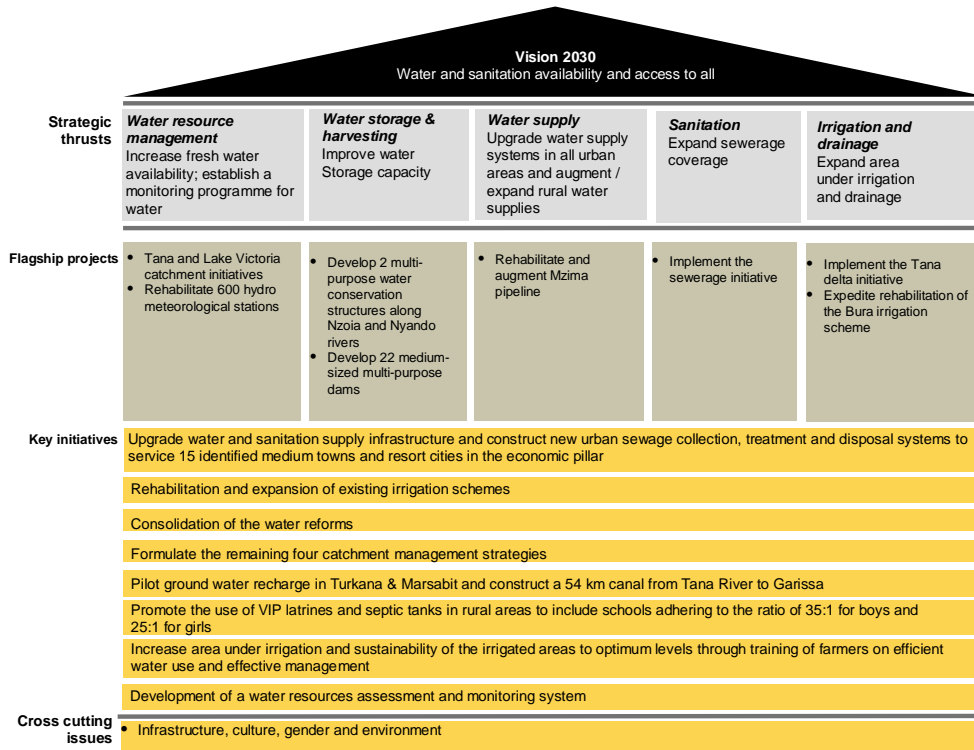 Vision 2030
Water and sanitation availability and access to all
Strategic
thrusts
Water resource
management
Increase fresh water
availability; establish a
monitoring programme for
water
Water storage &
harvesting
Improve water
Storage capacity
Water supply
Upgrade water supply
systems in all urban
areas and augment /
expand rural water
supplies
Sanitation
Expand sewerage
coverage
Irrigation and
drainage
Expand area
under irrigation
and drainage
Flagship projects
• Tana and Lake Victoria
catchment initiatives
• Rehabilitate 600 hydro
meteorological stations
• Develop 2 multi-
purpose water
conservation
structures along
Nzoia and Nyando
rivers
• Develop 22 medium-
sized multi-purpose
dams
• Rehabilitate and
augment Mzima
pipeline
• Implement the
sewerage initiative
• Implement the Tana
delta initiative
• Expedite rehabilitation of
the Bura irrigation
scheme
Key initiatives
Upgrade water and sanitation supply infrastructure and construct new urban sewage collection, treatment and disposal systems to
service 15 identified medium towns and resort cities in the economic pillar
Rehabilitation and expansion of existing irrigation schemes
Consolidation of the water reforms
Formulate the remaining four catchment management strategies
Pilot ground water recharge in Turkana & Marsabit and construct a 54 km canal from Tana River to Garissa
Promote the use of VIP latrines and septic tanks in rural areas to include schools adhering to the ratio of 35:1 for boys and
25:1 for girls
Increase area under irrigation and sustainability of the irrigated areas to optimum levels through training of farmers on efficient
water use and effective management
Development of a water resources assessment and monitoring system
Cross cutting
issues
• Infrastructure, culture, gender and environment